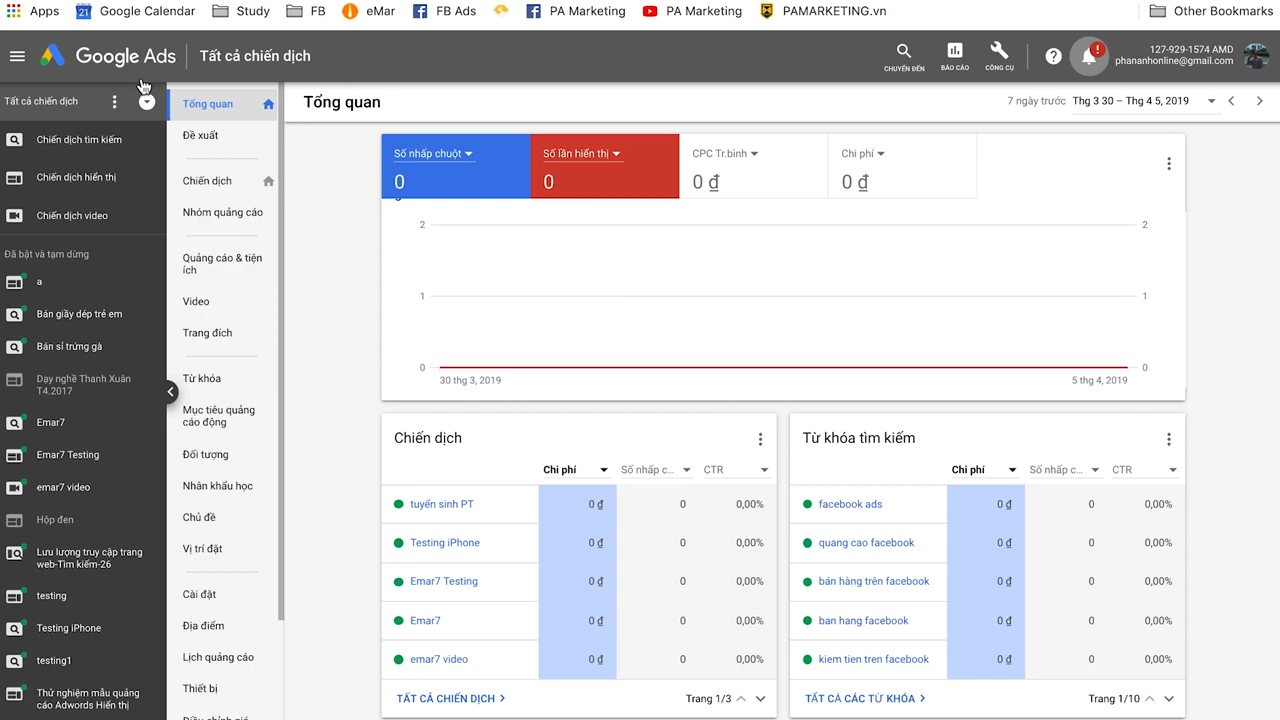 Apps
Google Calendar
Study
FB
eMar
FB Ads
PA Marketing
PA Marketing
PAMARKETING.vn
Other Bookmarks
Google Ads
Tất cả chiến dịch
CHUYỂN ĐẾN
BÁO CÁO
CÔNG CỤ
127-929-1574 AMD
phananhonline@gmail.com
Tất cả chiến dịch
Chiến dịch tìm kiếm
Chiến dịch hiển thị
Chiến dịch video
Đã bật và tạm dừng
a
Bán giầy dép trẻ em
Bán sỉ trứng gà
Dạy nghề Thanh Xuân
T4.2017
Emar7
Emar7 Testing
emar7 video
Hộp đen
Lưu lượng truy cập trang
web-Tìm kiếm-26
testing
Testing iPhone
testing1
Thử nghiệm mẫu quảng
cáo Adwords Hiển thị
Tổng quan
Đề xuất
Chiến dịch
Nhóm quảng cáo
Quảng cáo & tiện
ích
Video
Trang đích
Từ khóa
Mục tiêu quảng
cáo động
Đối tượng
Nhân khẩu học
Chủ đề
Vị trí đặt
Cài đặt
Địa điểm
Lịch quảng cáo
Thiết bị
Tổng quan
7 ngày trước
Thg 3 30 – Thg 4 5, 2019
Số nhấp chuột
0
Số lần hiển thị
0
CPC Tr.bình
0 ₫
Chi phí
0 ₫
2
2
1
1
0
0
30 thg 3, 2019
5 thg 4, 2019
Chiến dịch
Chi phí Số nhấp c... CTR
tuyển sinh PT 0 ₫ 0 0,00%
Testing iPhone 0 ₫ 0 0,00%
Emar7 Testing 0 ₫ 0 0,00%
Emar7 0 ₫ 0 0,00%
emar7 video 0 ₫ 0 0,00%
TẤT CẢ CHIẾN DỊCH
Trang 1/3
Từ khóa tìm kiếm
Chi phí Số nhấp c... CTR
facebook ads 0 ₫ 0 0,00%
quang cao facebook 0 ₫ 0 0,00%
bán hàng trên facebook 0 ₫ 0 0,00%
ban hang facebook 0 ₫ 0 0,00%
kiem tien tren facebook 0 ₫ 0 0,00%
TẤT CẢ CÁC TỪ KHÓA
Trang 1/10